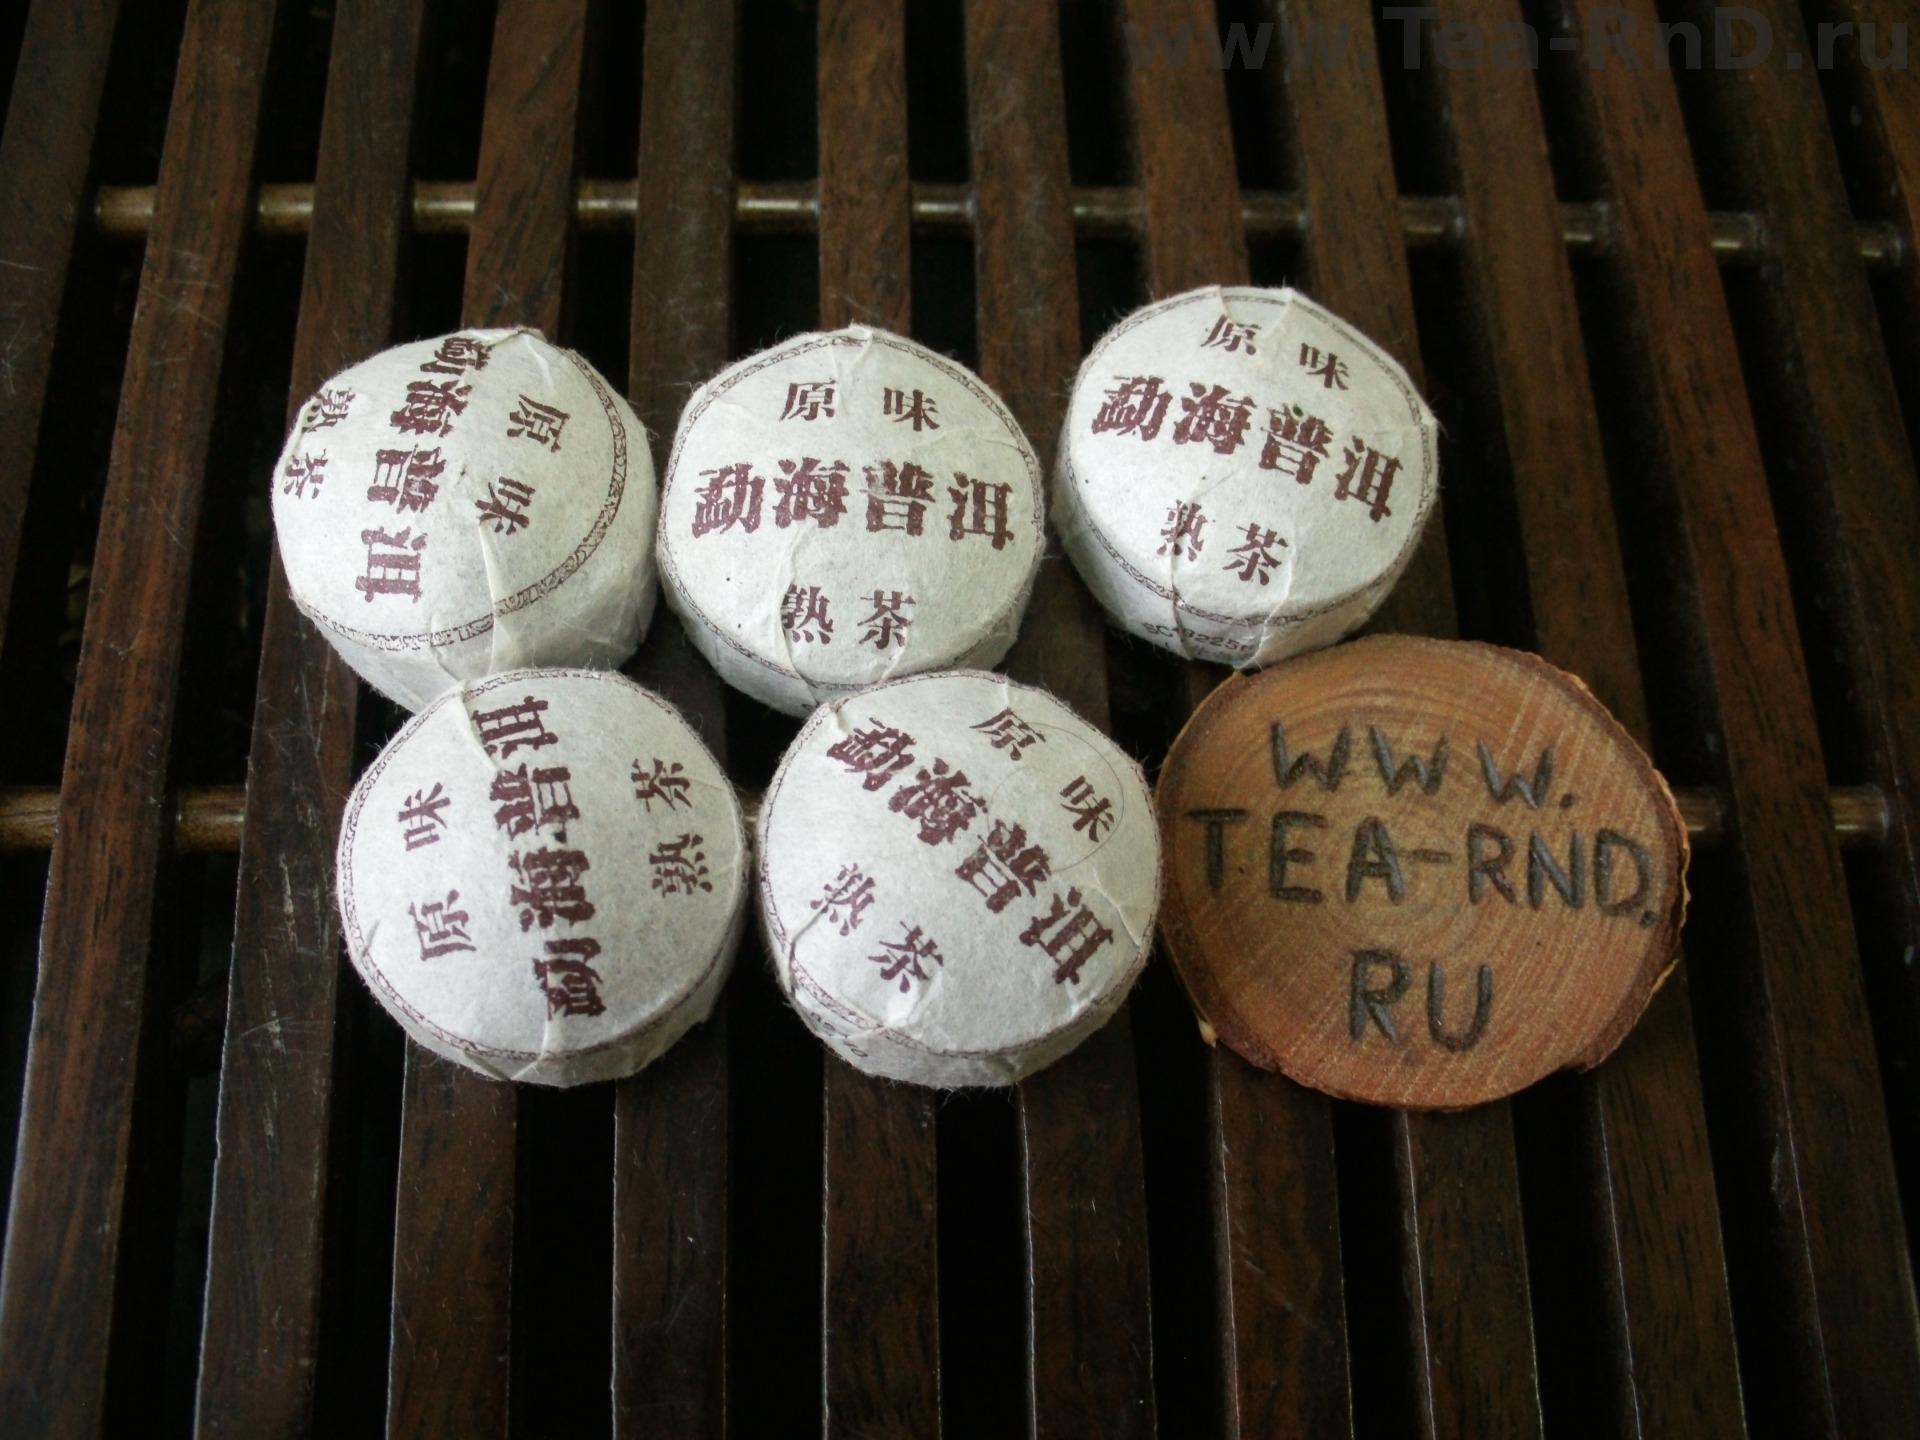 www.Tea-RnD.ru
原味
勐海普洱
熟茶
原味
勐海普洱
熟茶
原味
勐海普洱
熟茶
原味
勐海普洱
熟茶
原味
勐海普洱
熟茶
WWW.
TEA-RND.
RU